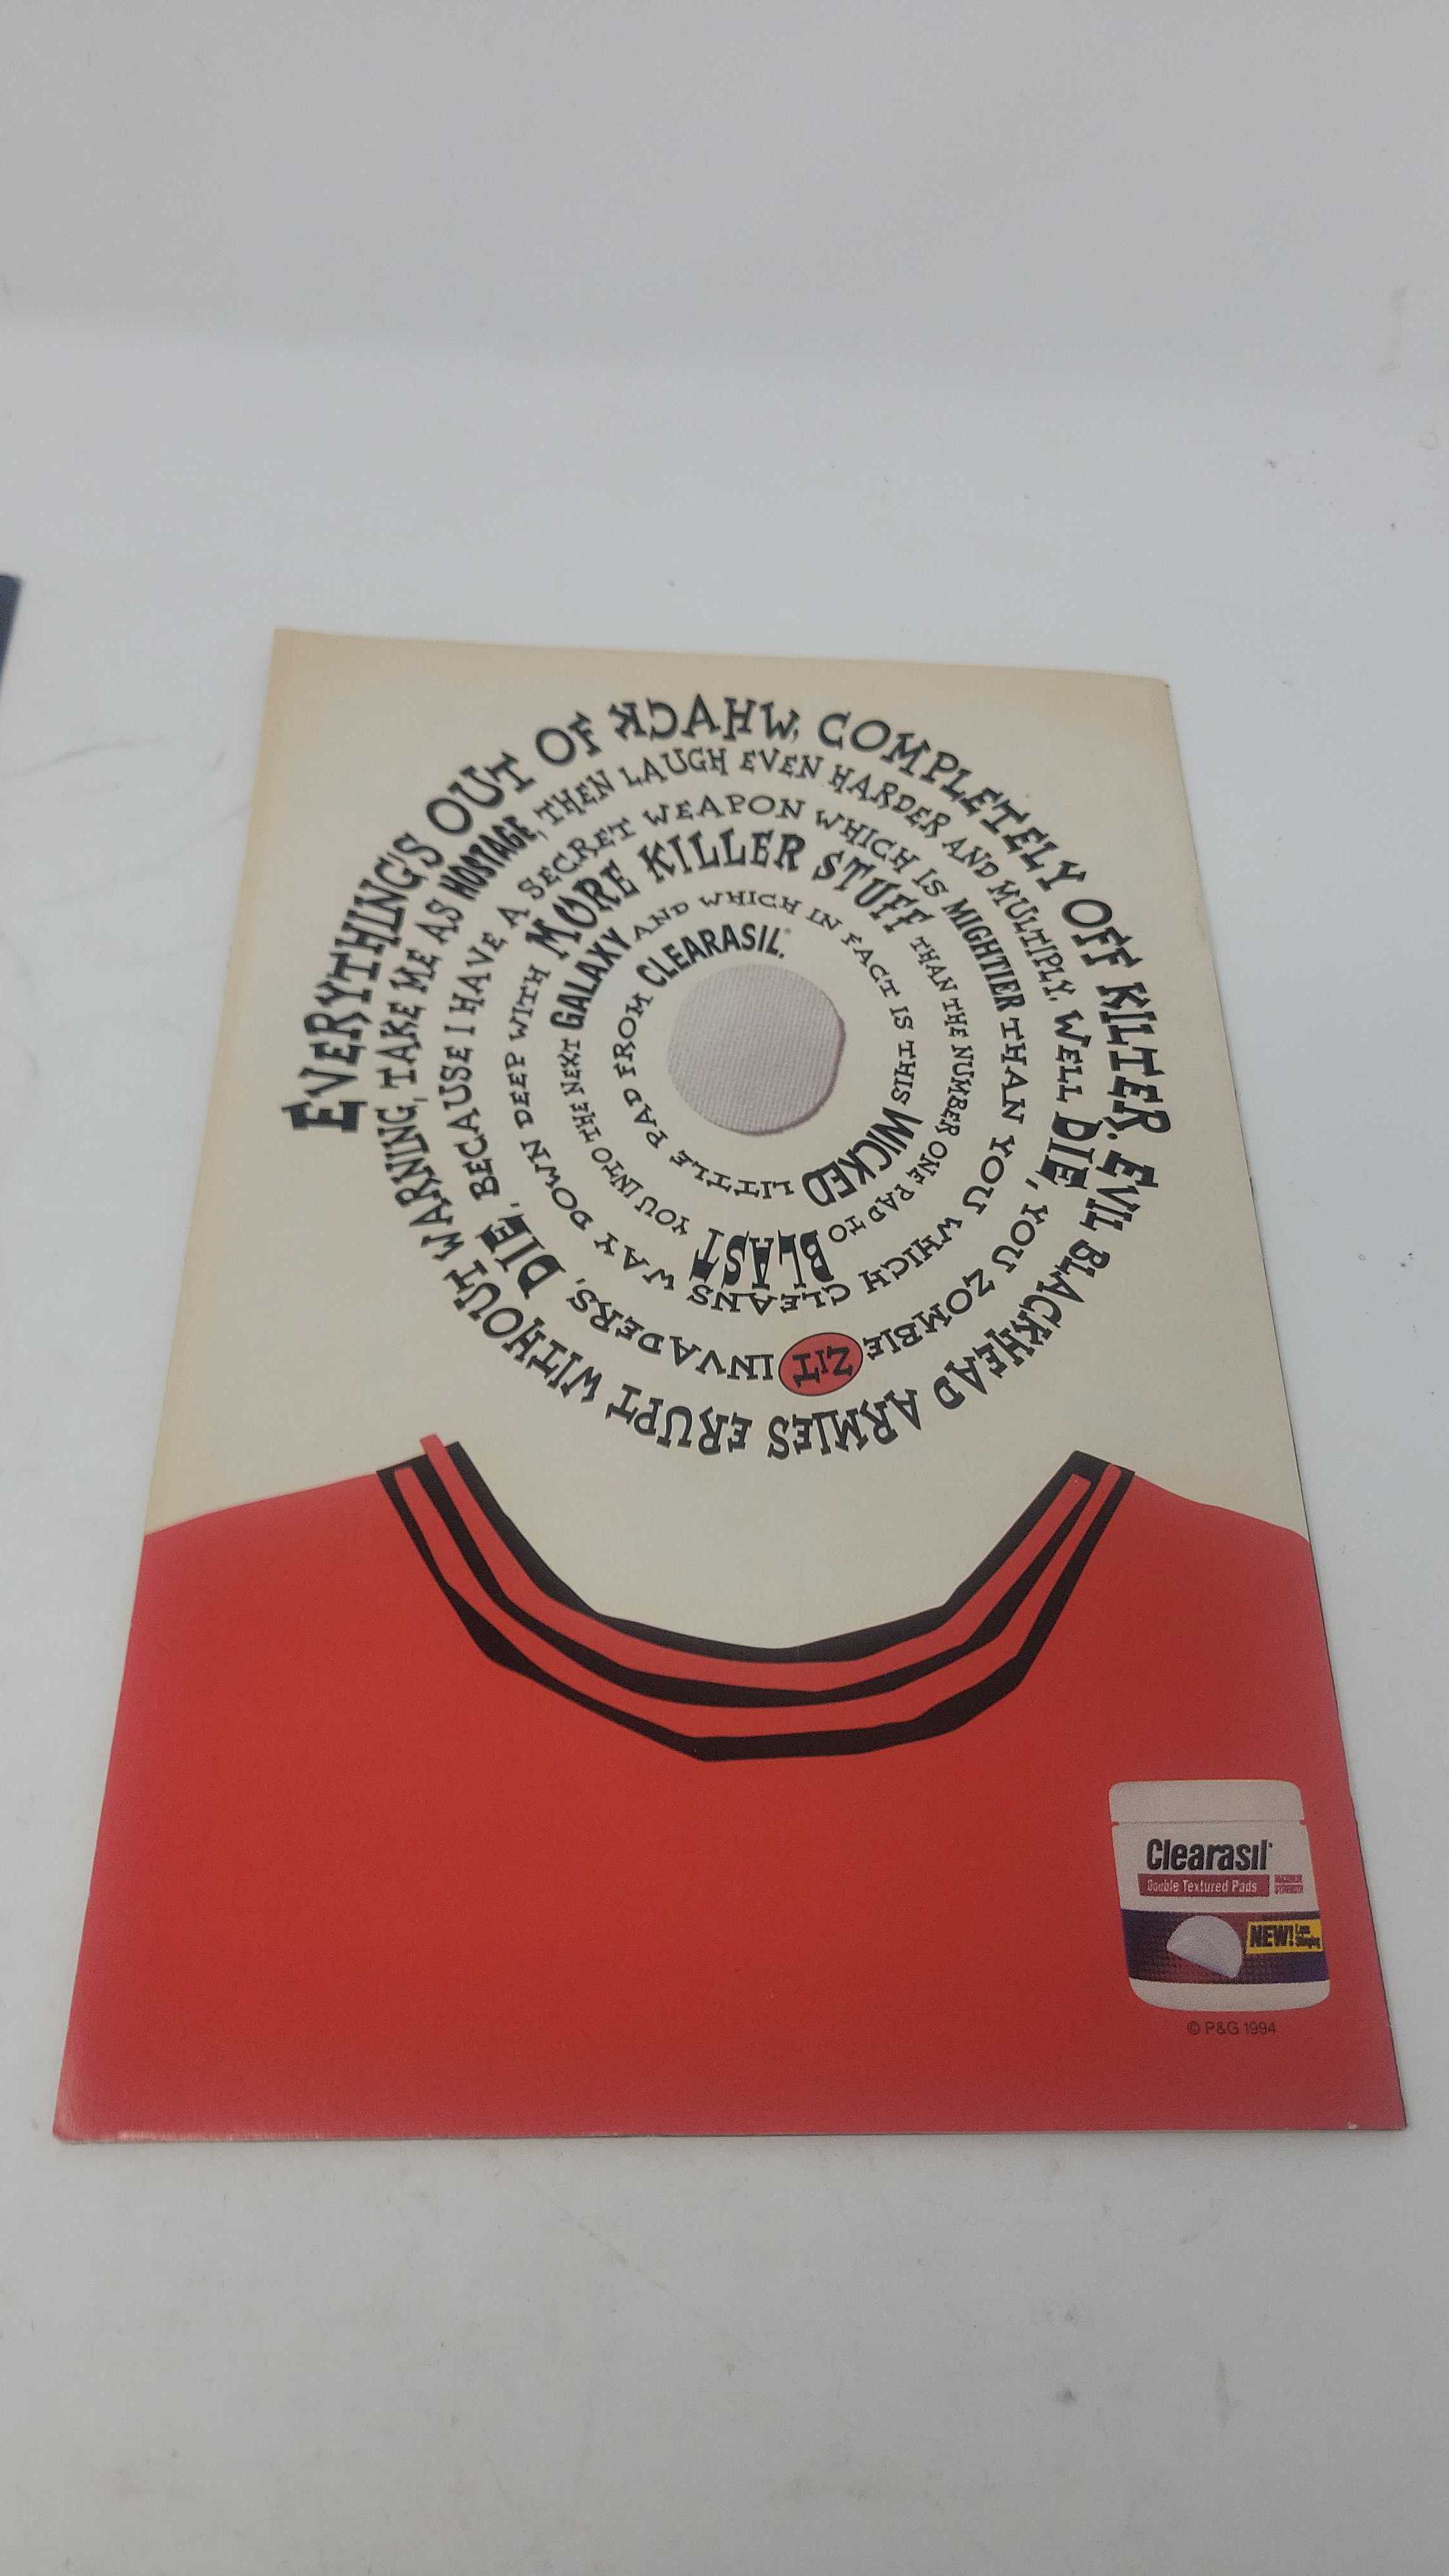 EVERYTHING'S OUT OF WHACK, COMPLETELY OFF KILTER. EVIL BLACKHEAD ARMIES ERUPT WITHOUT WARNING, TAKE ME AS HOSTAGE, THEN LAUGH EVEN HARDER AND MULTIPLY. WELL DIE, YOU ZOMBIE ZIT INVADERS, DIE, BECAUSE I HAVE A SECRET WEAPON WHICH IS MIGHTIER THAN YOU WHICH CLEANS WAY DOWN DEEP WITH MORE KILLER STUFF THAN THE NUMBER ONE PAD TO BLAST YOU INTO THE NEXT GALAXY AND WHICH IN FACT IS THIS WICKED LITTLE PAD FROM CLEARASIL.®
Clearasil®
Double Textured Pads
MAXIMUM STRENGTH
NEW! Less Stinging
© P&G 1994